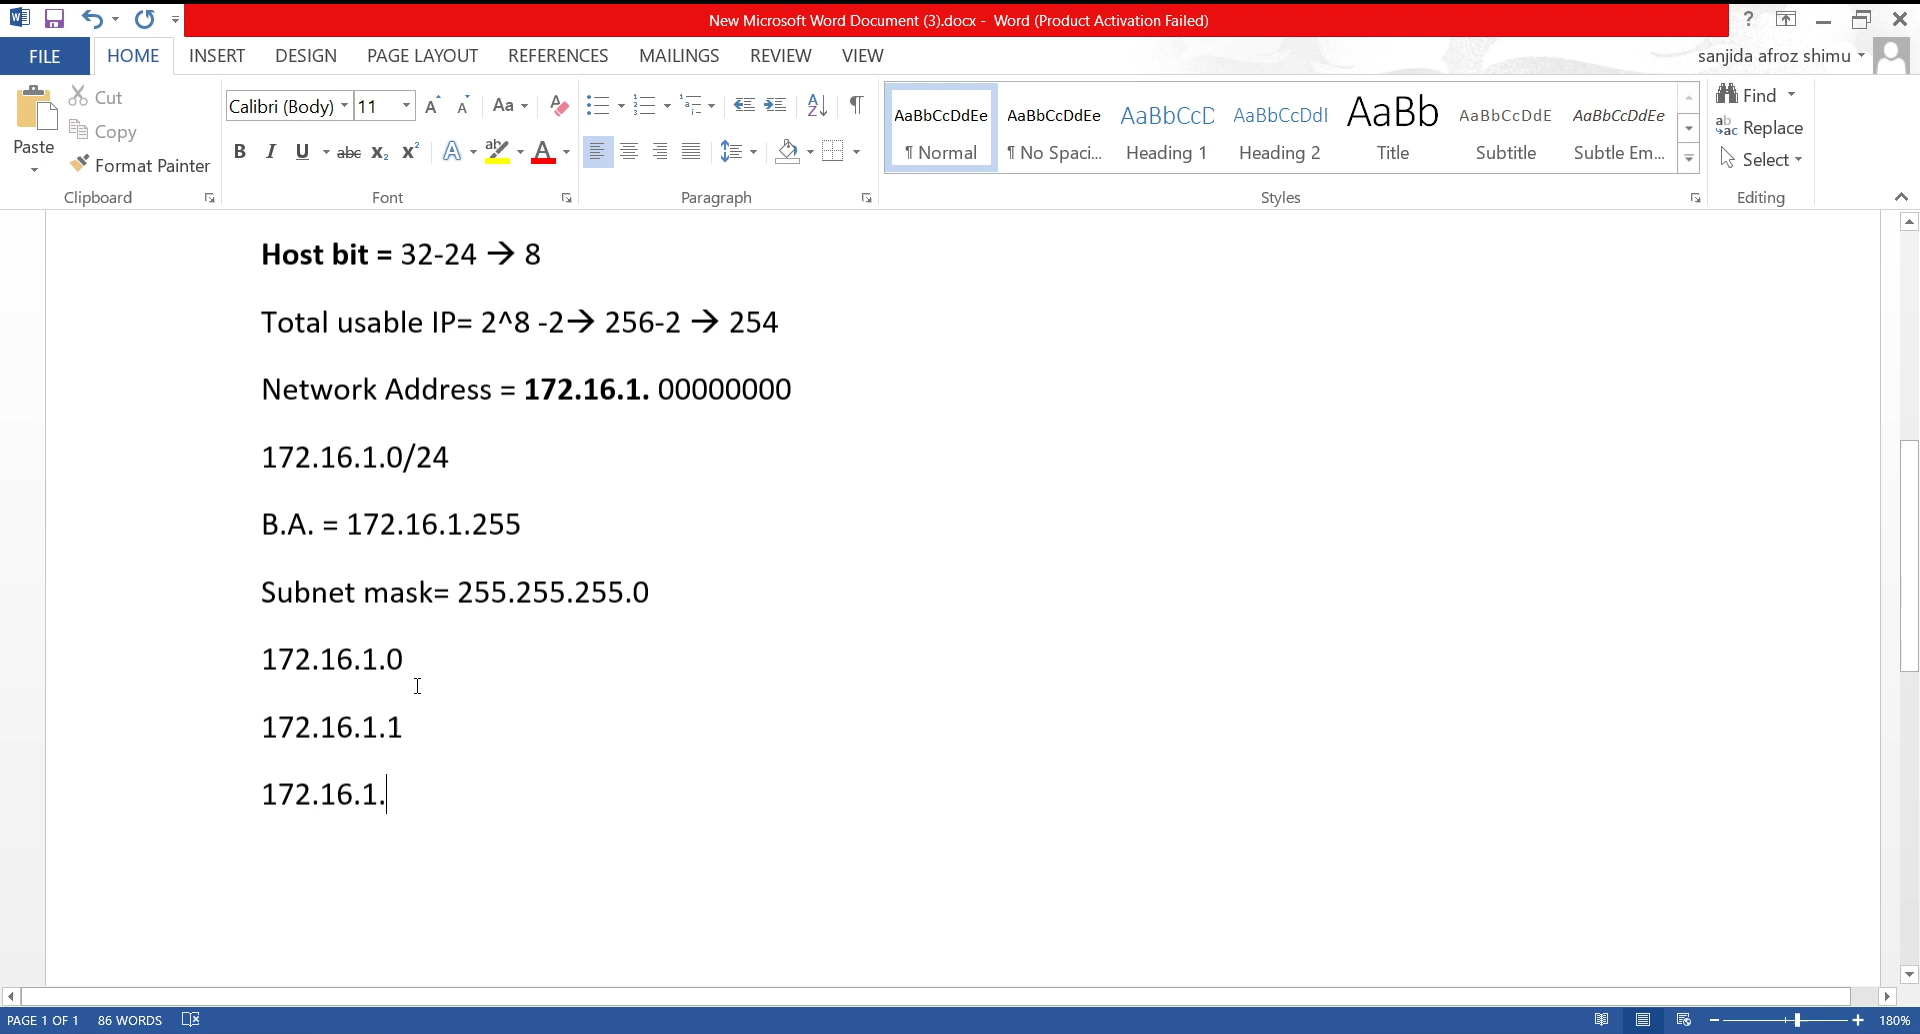 New Microsoft Word Document (3).docx - Word (Product Activation Failed)
?
FILE HOME INSERT DESIGN PAGE LAYOUT REFERENCES MAILINGS REVIEW VIEW
sanjida afroz shimu
Paste
Cut
Copy
Format Painter
Clipboard
Calibri (Body) 11
Font
Paragraph
AaBbCcDdEe AaBbCcDdEe AaBbCcD AaBbCcDdI AaBb AaBbCcDdE AaBbCcDdEe
¶ Normal ¶ No Spaci... Heading 1 Heading 2 Title Subtitle Subtle Em...
Styles
Find
Replace
Select
Editing
Host bit = 32-24 → 8
Total usable IP= 2^8 -2→ 256-2 → 254
Network Address = 172.16.1. 00000000
172.16.1.0/24
B.A. = 172.16.1.255
Subnet mask= 255.255.255.0
172.16.1.0
172.16.1.1
172.16.1.
PAGE 1 OF 1 86 WORDS
180%